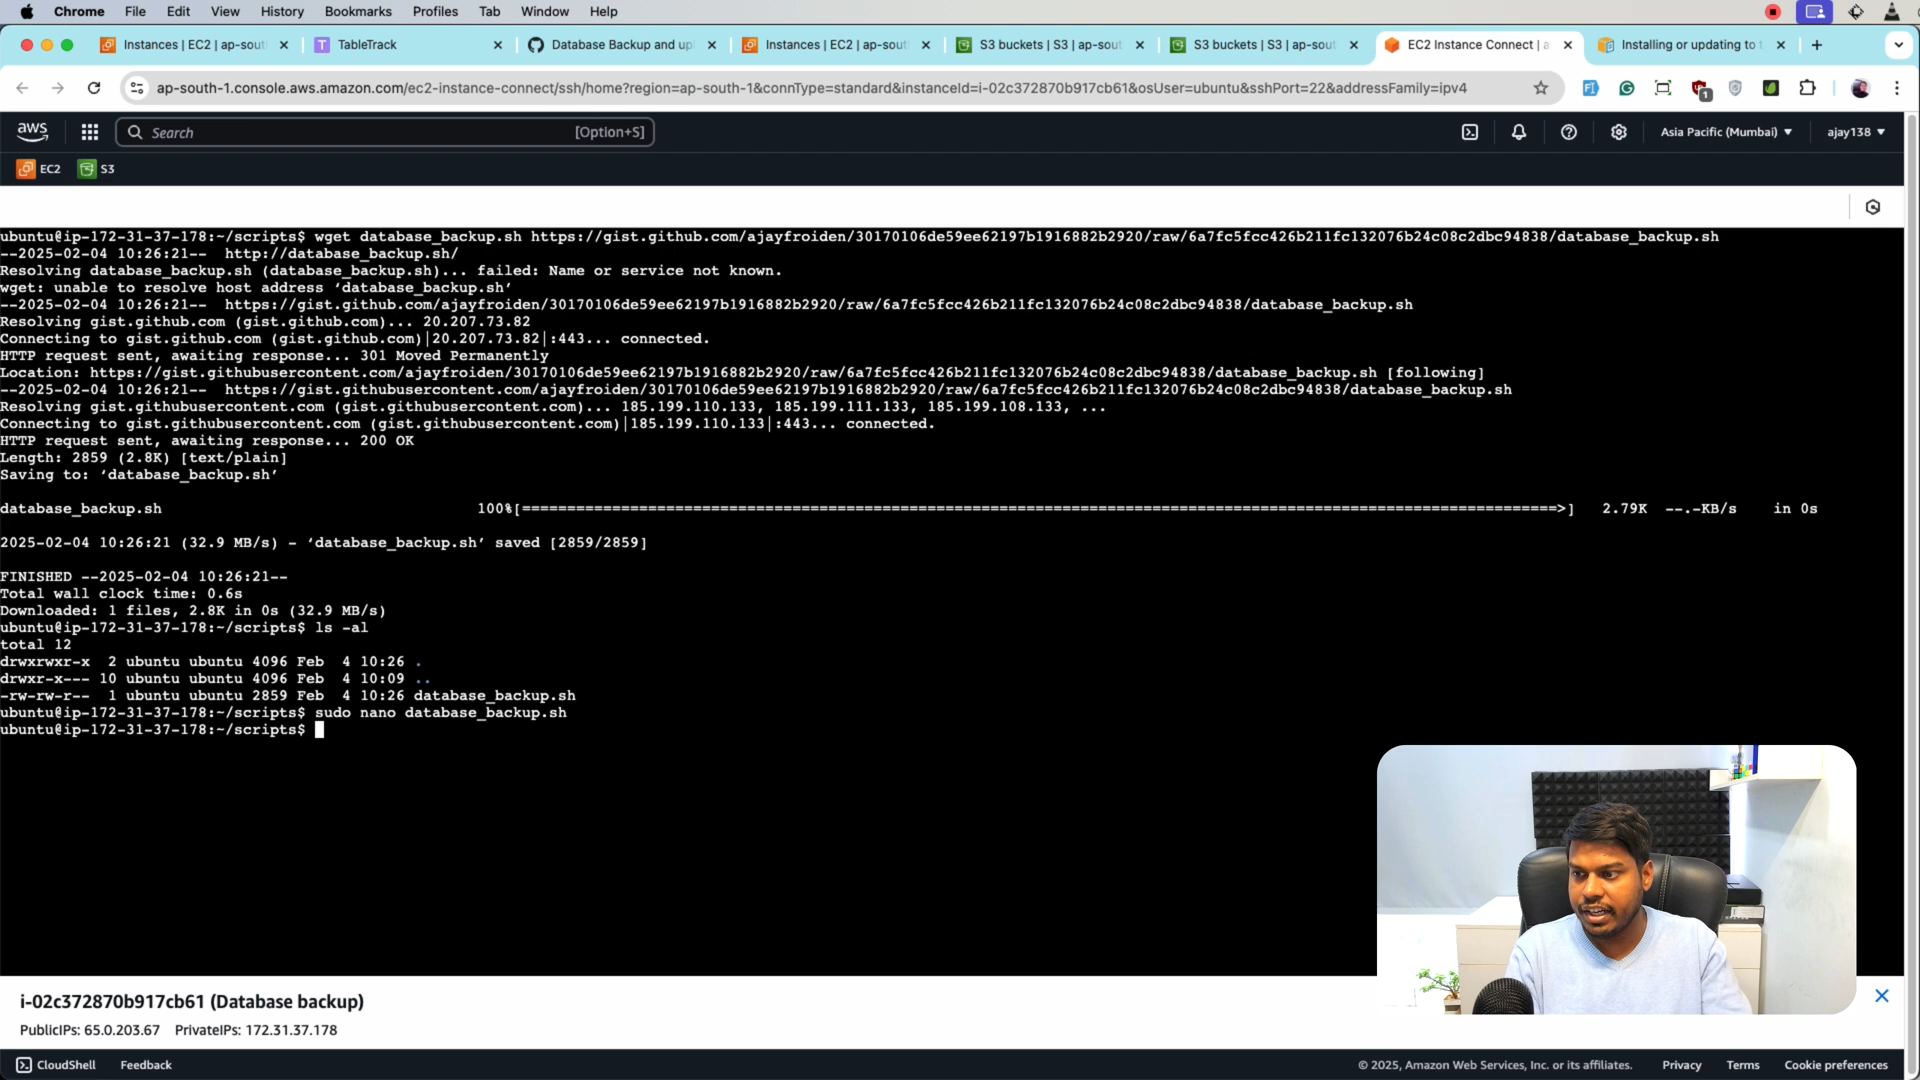 Chrome File Edit View History Bookmarks Profiles Tab Window Help
Instances | EC2 | ap-sout
TableTrack
Database Backup and up
Instances | EC2 | ap-sout
S3 buckets | S3 | ap-sout
S3 buckets | S3 | ap-sout
EC2 Instance Connect | a
Installing or updating to t
ap-south-1.console.aws.amazon.com/ec2-instance-connect/ssh/home?region=ap-south-1&connType=standard&instanceId=i-02c372870b917cb61&osUser=ubuntu&sshPort=22&addressFamily=ipv4
1
aws Search [Option+S] Asia Pacific (Mumbai) ajay138
EC2 S3
ubuntu@ip-172-31-37-178:~/scripts$ wget database_backup.sh https://gist.github.com/ajayfroiden/30170106de59ee62197b1916882b2920/raw/6a7fc5fcc426b211fc132076b24c08c2dbc94838/database_backup.sh
--2025-02-04 10:26:21--  http://database_backup.sh/
Resolving database_backup.sh (database_backup.sh)... failed: Name or service not known.
wget: unable to resolve host address ‘database_backup.sh’
--2025-02-04 10:26:21--  https://gist.github.com/ajayfroiden/30170106de59ee62197b1916882b2920/raw/6a7fc5fcc426b211fc132076b24c08c2dbc94838/database_backup.sh
Resolving gist.github.com (gist.github.com)... 20.207.73.82
Connecting to gist.github.com (gist.github.com)|20.207.73.82|:443... connected.
HTTP request sent, awaiting response... 301 Moved Permanently
Location: https://gist.githubusercontent.com/ajayfroiden/30170106de59ee62197b1916882b2920/raw/6a7fc5fcc426b211fc132076b24c08c2dbc94838/database_backup.sh [following]
--2025-02-04 10:26:21--  https://gist.githubusercontent.com/ajayfroiden/30170106de59ee62197b1916882b2920/raw/6a7fc5fcc426b211fc132076b24c08c2dbc94838/database_backup.sh
Resolving gist.githubusercontent.com (gist.githubusercontent.com)... 185.199.110.133, 185.199.111.133, 185.199.108.133, ...
Connecting to gist.githubusercontent.com (gist.githubusercontent.com)|185.199.110.133|:443... connected.
HTTP request sent, awaiting response... 200 OK
Length: 2859 (2.8K) [text/plain]
Saving to: ‘database_backup.sh’
database_backup.sh 100%[===================================================================================================================>] 2.79K --.-KB/s in 0s
2025-02-04 10:26:21 (32.9 MB/s) - ‘database_backup.sh’ saved [2859/2859]
FINISHED --2025-02-04 10:26:21--
Total wall clock time: 0.6s
Downloaded: 1 files, 2.8K in 0s (32.9 MB/s)
ubuntu@ip-172-31-37-178:~/scripts$ ls -al
total 12
drwxrwxr-x  2 ubuntu ubuntu 4096 Feb  4 10:26 .
drwxr-x--- 10 ubuntu ubuntu 4096 Feb  4 10:09 ..
-rw-rw-r--  1 ubuntu ubuntu 2859 Feb  4 10:26 database_backup.sh
ubuntu@ip-172-31-37-178:~/scripts$ sudo nano database_backup.sh
ubuntu@ip-172-31-37-178:~/scripts$
i-02c372870b917cb61 (Database backup)
PublicIPs: 65.0.203.67 PrivateIPs: 172.31.37.178
CloudShell Feedback © 2025, Amazon Web Services, Inc. or its affiliates. Privacy Terms Cookie preferences